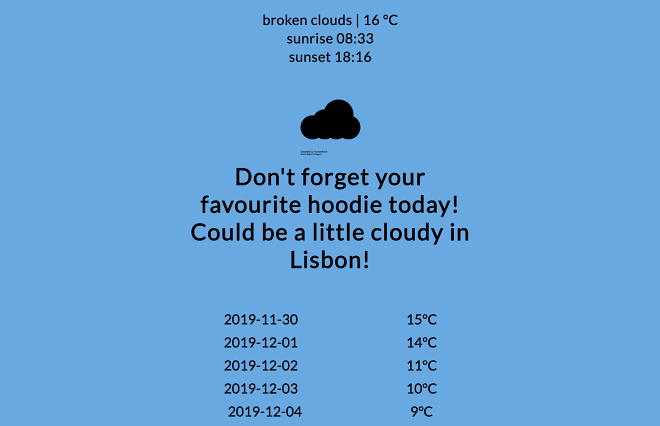 broken clouds | 16 °C
sunrise 08:33
sunset 18:16
Don't forget your
favourite hoodie today!
Could be a little cloudy in
Lisbon!
2019-11-30 15°C
2019-12-01 14°C
2019-12-02 11°C
2019-12-03 10°C
2019-12-04 9°C